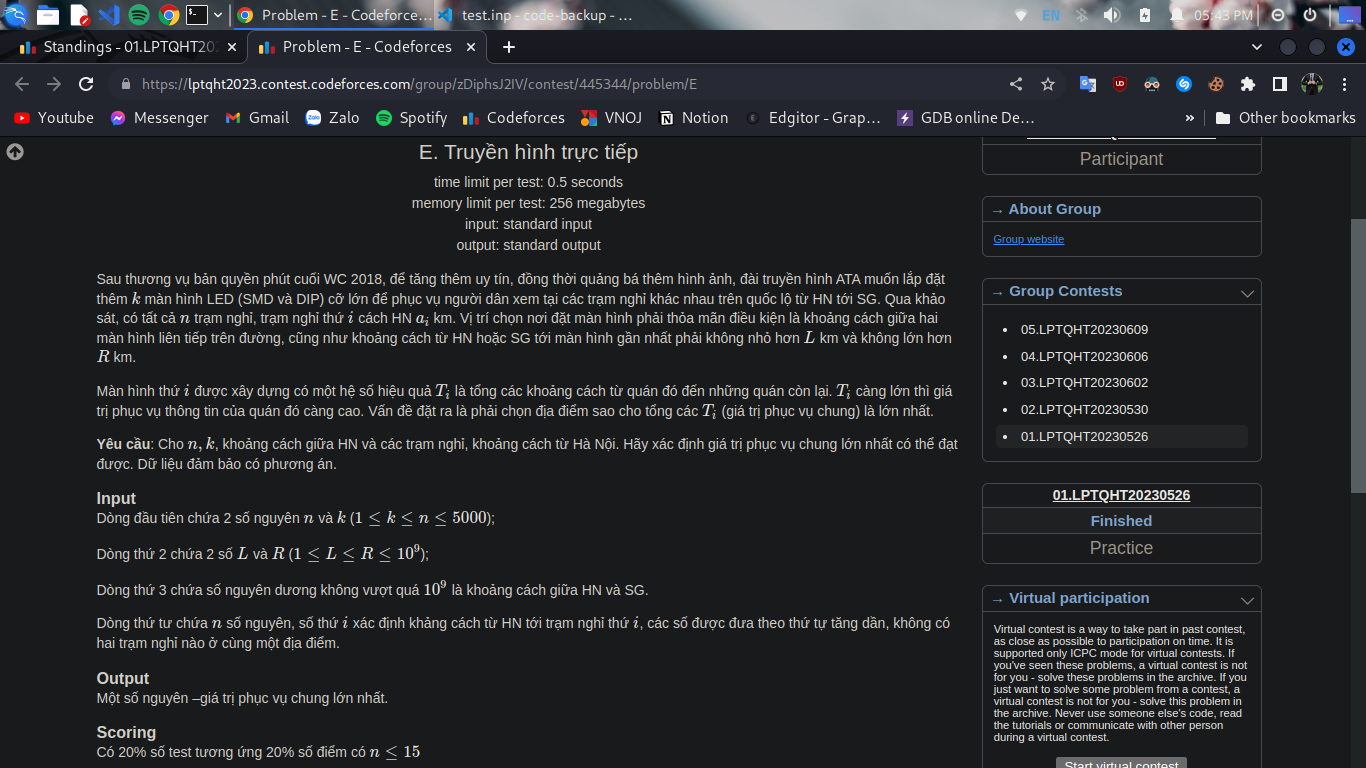 Problem - E - Codeforce...
test.inp - code-backup - ...
EN
05:43 PM
Standings - 01.LPTQHT202
Problem - E - Codeforces
https://lptqht2023.contest.codeforces.com/group/zDiphsJ2IV/contest/445344/problem/E
YouTube
Messenger
Gmail
Zalo
Spotify
Codeforces
VNOJ
Notion
Edgitor - Grap...
GDB online De...
»
Other bookmarks
E. Truyền hình trực tiếp
time limit per test: 0.5 seconds
memory limit per test: 256 megabytes
input: standard input
output: standard output
Sau thương vụ bản quyền phút cuối WC 2018, để tăng thêm uy tín, đồng thời quảng bá thêm hình ảnh, đài truyền hình ATA muốn lắp đặt
thêm k màn hình LED (SMD và DIP) cỡ lớn để phục vụ người dân xem tại các trạm nghỉ khác nhau trên quốc lộ từ HN tới SG. Qua khảo
sát, có tất cả n trạm nghỉ, trạm nghỉ thứ i cách HN a_i km. Vị trí chọn nơi đặt màn hình phải thỏa mãn điều kiện là khoảng cách giữa hai
màn hình liên tiếp trên đường, cũng như khoảng cách từ HN hoặc SG tới màn hình gần nhất phải không nhỏ hơn L km và không lớn hơn
R km.
Màn hình thứ i được xây dựng có một hệ số hiệu quả T_i là tổng các khoảng cách từ quán đó đến những quán còn lại. T_i càng lớn thì giá
trị phục vụ thông tin của quán đó càng cao. Vấn đề đặt ra là phải chọn địa điểm sao cho tổng các T_i (giá trị phục vụ chung) là lớn nhất.
Yêu cầu: Cho n, k, khoảng cách giữa HN và các trạm nghỉ, khoảng cách từ Hà Nội. Hãy xác định giá trị phục vụ chung lớn nhất có thể đạt
được. Dữ liệu đảm bảo có phương án.
Input
Dòng đầu tiên chứa 2 số nguyên n và k (1 ≤ k ≤ n ≤ 5000);
Dòng thứ 2 chứa 2 số L và R (1 ≤ L ≤ R ≤ 10^9);
Dòng thứ 3 chứa số nguyên dương không vượt quá 10^9 là khoảng cách giữa HN và SG.
Dòng thứ tư chứa n số nguyên, số thứ i xác định khảng cách từ HN tới trạm nghỉ thứ i, các số được đưa theo thứ tự tăng dần, không có
hai trạm nghỉ nào ở cùng một địa điểm.
Output
Một số nguyên –giá trị phục vụ chung lớn nhất.
Scoring
Có 20% số test tương ứng 20% số điểm có n ≤ 15
Participant
→ About Group
Group website
→ Group Contests
05.LPTQHT20230609
04.LPTQHT20230606
03.LPTQHT20230602
02.LPTQHT20230530
01.LPTQHT20230526
01.LPTQHT20230526
Finished
Practice
→ Virtual participation
Virtual contest is a way to take part in past contest,
as close as possible to participation on time. It is
supported only ICPC mode for virtual contests. If
you've seen these problems, a virtual contest is not
for you - solve these problems in the archive. If you
just want to solve some problem from a contest, a
virtual contest is not for you - solve this problem in
the archive. Never use someone else's code, read
the tutorials or communicate with other person
during a virtual contest.
Start virtual contest